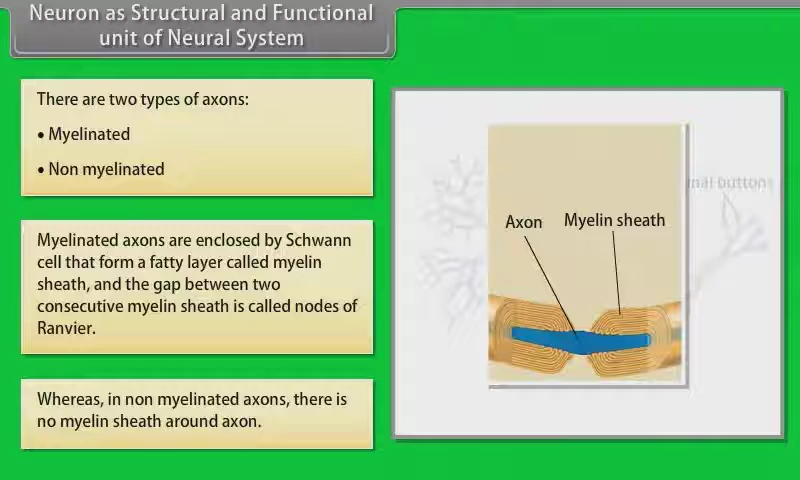 Neuron as Structural and Functional
unit of Neural System
There are two types of axons:
• Myelinated
• Non myelinated
Myelinated axons are enclosed by Schwann
cell that form a fatty layer called myelin
sheath, and the gap between two
consecutive myelin sheath is called nodes of
Ranvier.
Whereas, in non myelinated axons, there is
no myelin sheath around axon.
Axon
Myelin sheath
buttons